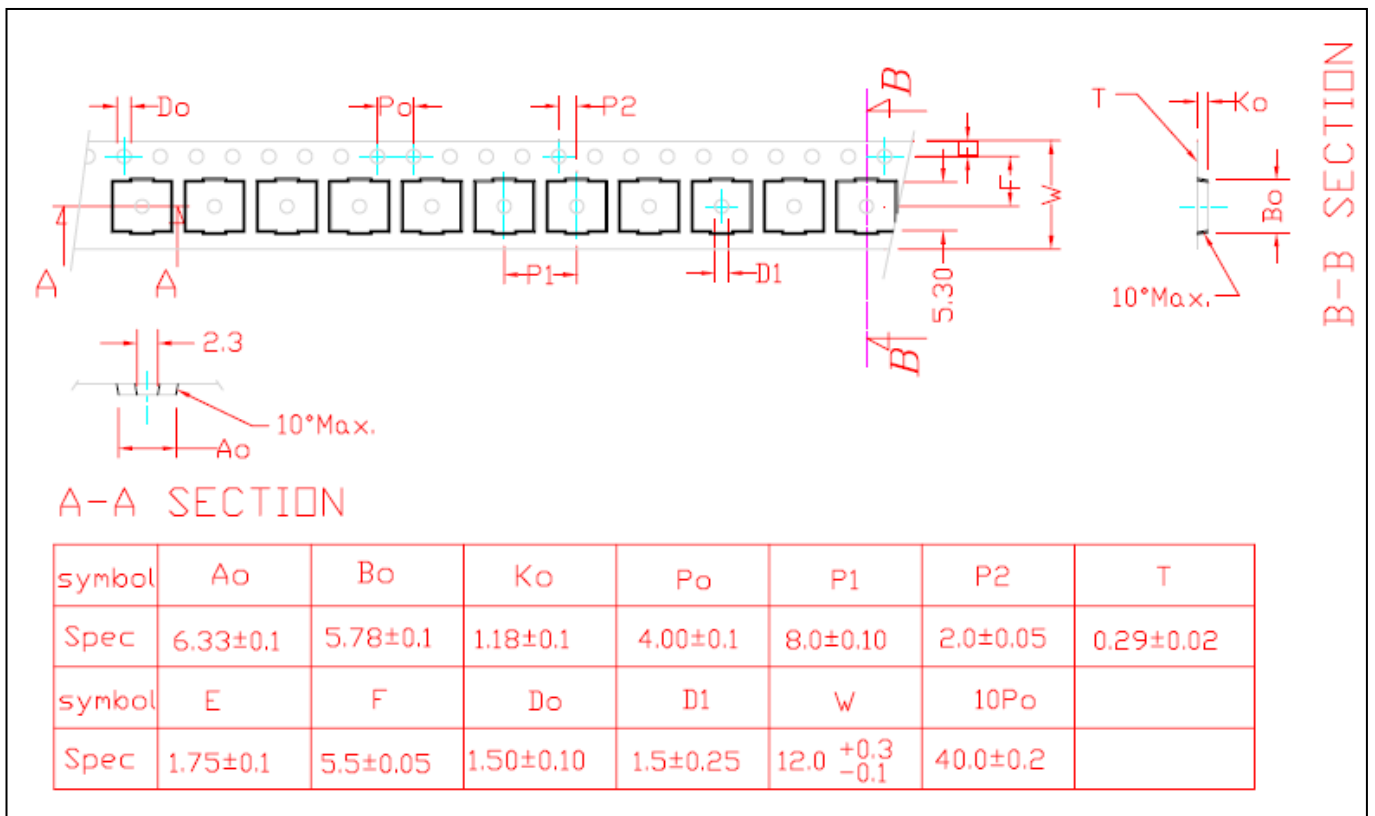 Do
Po
P2
B
E
F
W
T
Ko
Bo
10°Max.
B-B SECTION
A
A
P1
D1
5.30
B
2.3
10°Max.
Ao
A-A SECTION
symbol Ao Bo Ko Po P1 P2 T
Spec 6.33±0.1 5.78±0.1 1.18±0.1 4.00±0.1 8.0±0.10 2.0±0.05 0.29±0.02
symbol E F Do D1 W 10Po
Spec 1.75±0.1 5.5±0.05 1.50±0.10 1.5±0.25 12.0 +0.3 -0.1 40.0±0.2